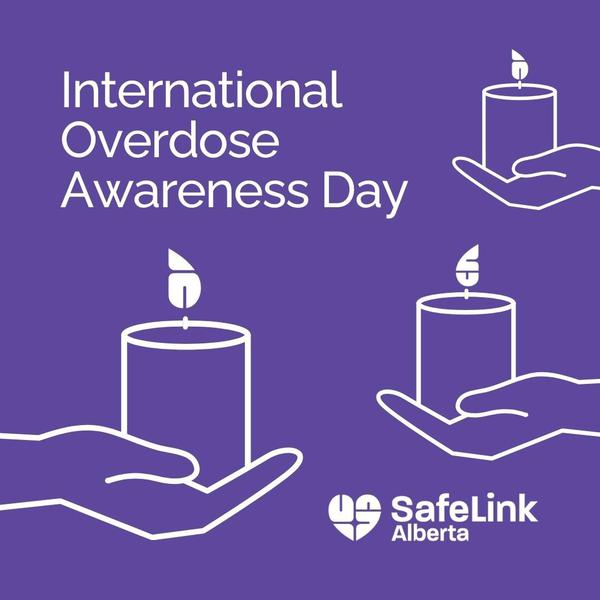 International
Overdose
Awareness Day
SafeLink
Alberta